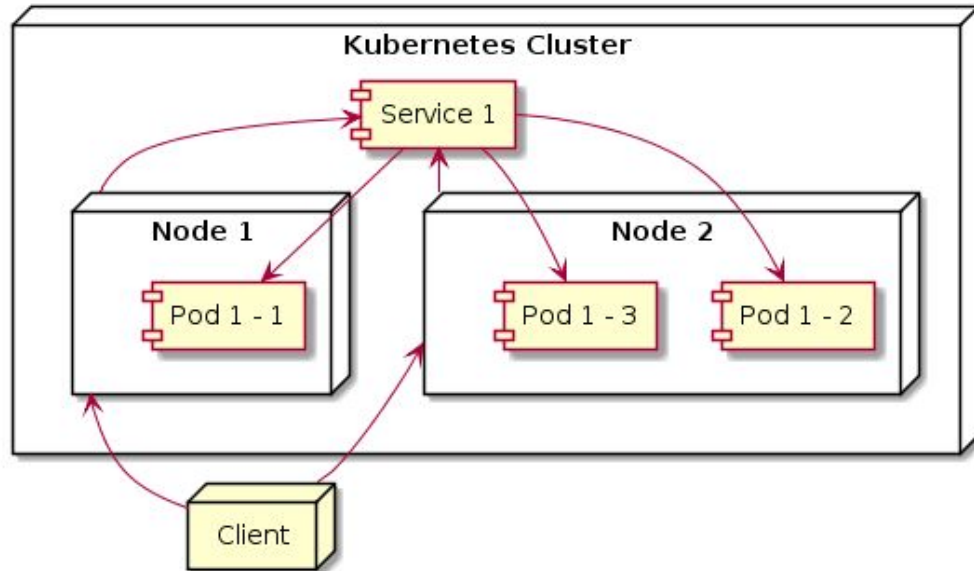 Kubernetes Cluster
Service 1
Node 1
Node 2
Pod 1 - 1
Pod 1 - 3
Pod 1 - 2
Client